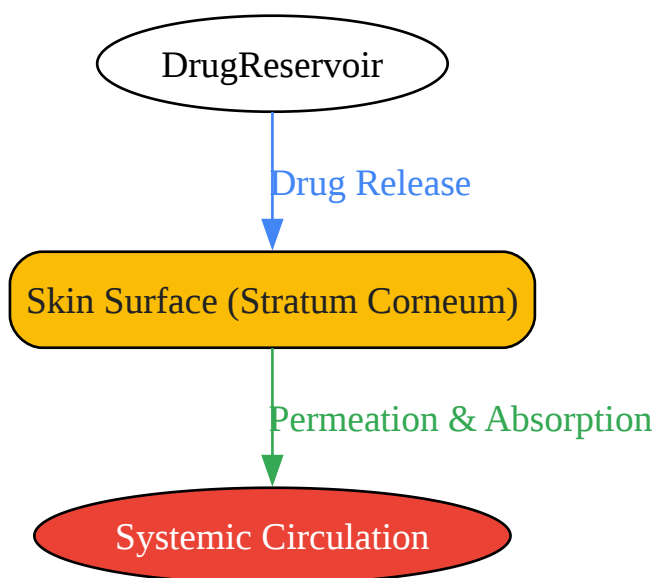 DrugReservoir
Drug Release
Skin Surface (Stratum Corneum)
Permeation & Absorption
Systemic Circulation